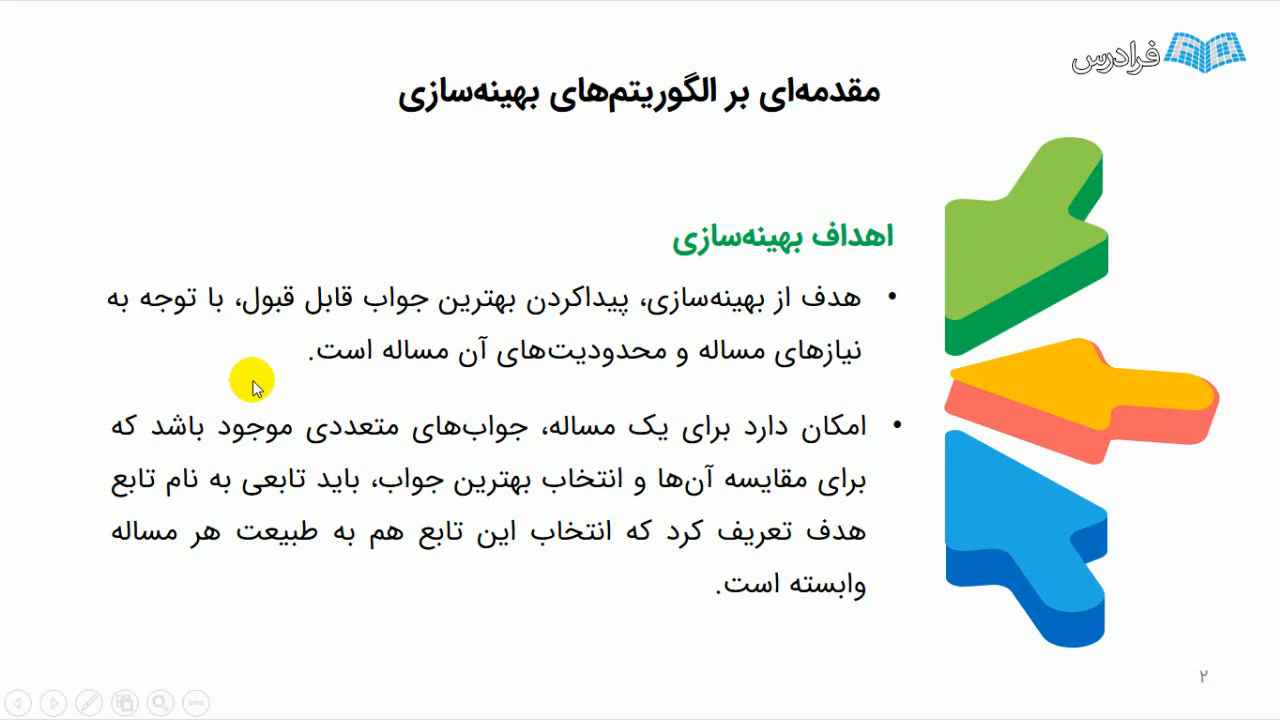 فرادرس
مقدمه‌ای بر الگوریتم‌های بهینه‌سازی
اهداف بهینه‌سازی
• هدف از بهینه‌سازی، پیداکردن بهترین جواب قابل قبول، با توجه به
نیازهای مساله و محدودیت‌های آن مساله است.
• امکان دارد برای یک مساله، جواب‌های متعددی موجود باشد که
برای مقایسه آن‌ها و انتخاب بهترین جواب، باید تابعی به نام تابع
هدف تعریف کرد که انتخاب این تابع هم به طبیعت هر مساله
وابسته است.
۲